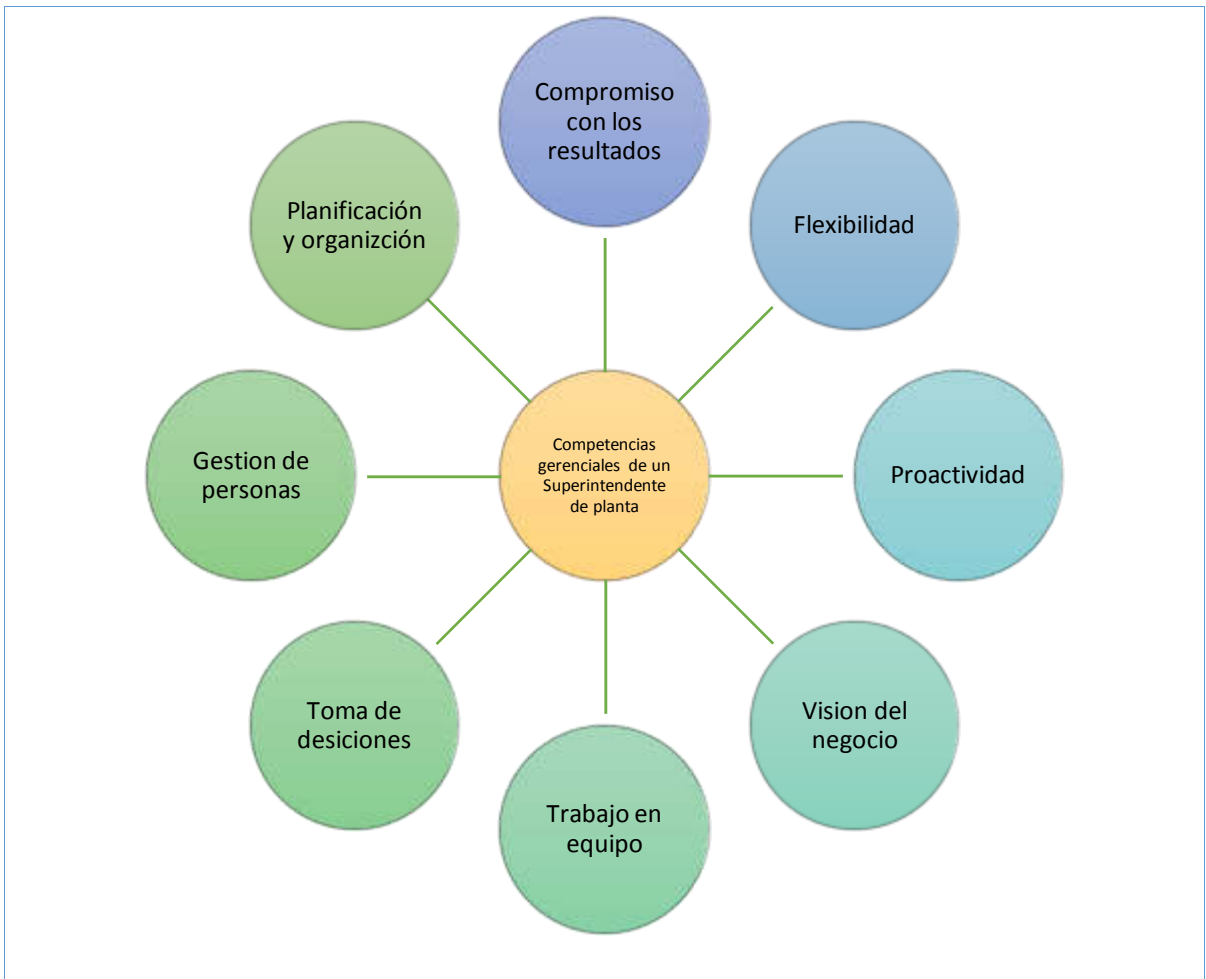 Compromiso
con los
resultados
Flexibilidad
Proactividad
Vision del
negocio
Trabajo en
equipo
Toma de
desiciones
Gestion de
personas
Planificación
y organizción
Competencias
gerenciales de un
Superintendente
de planta